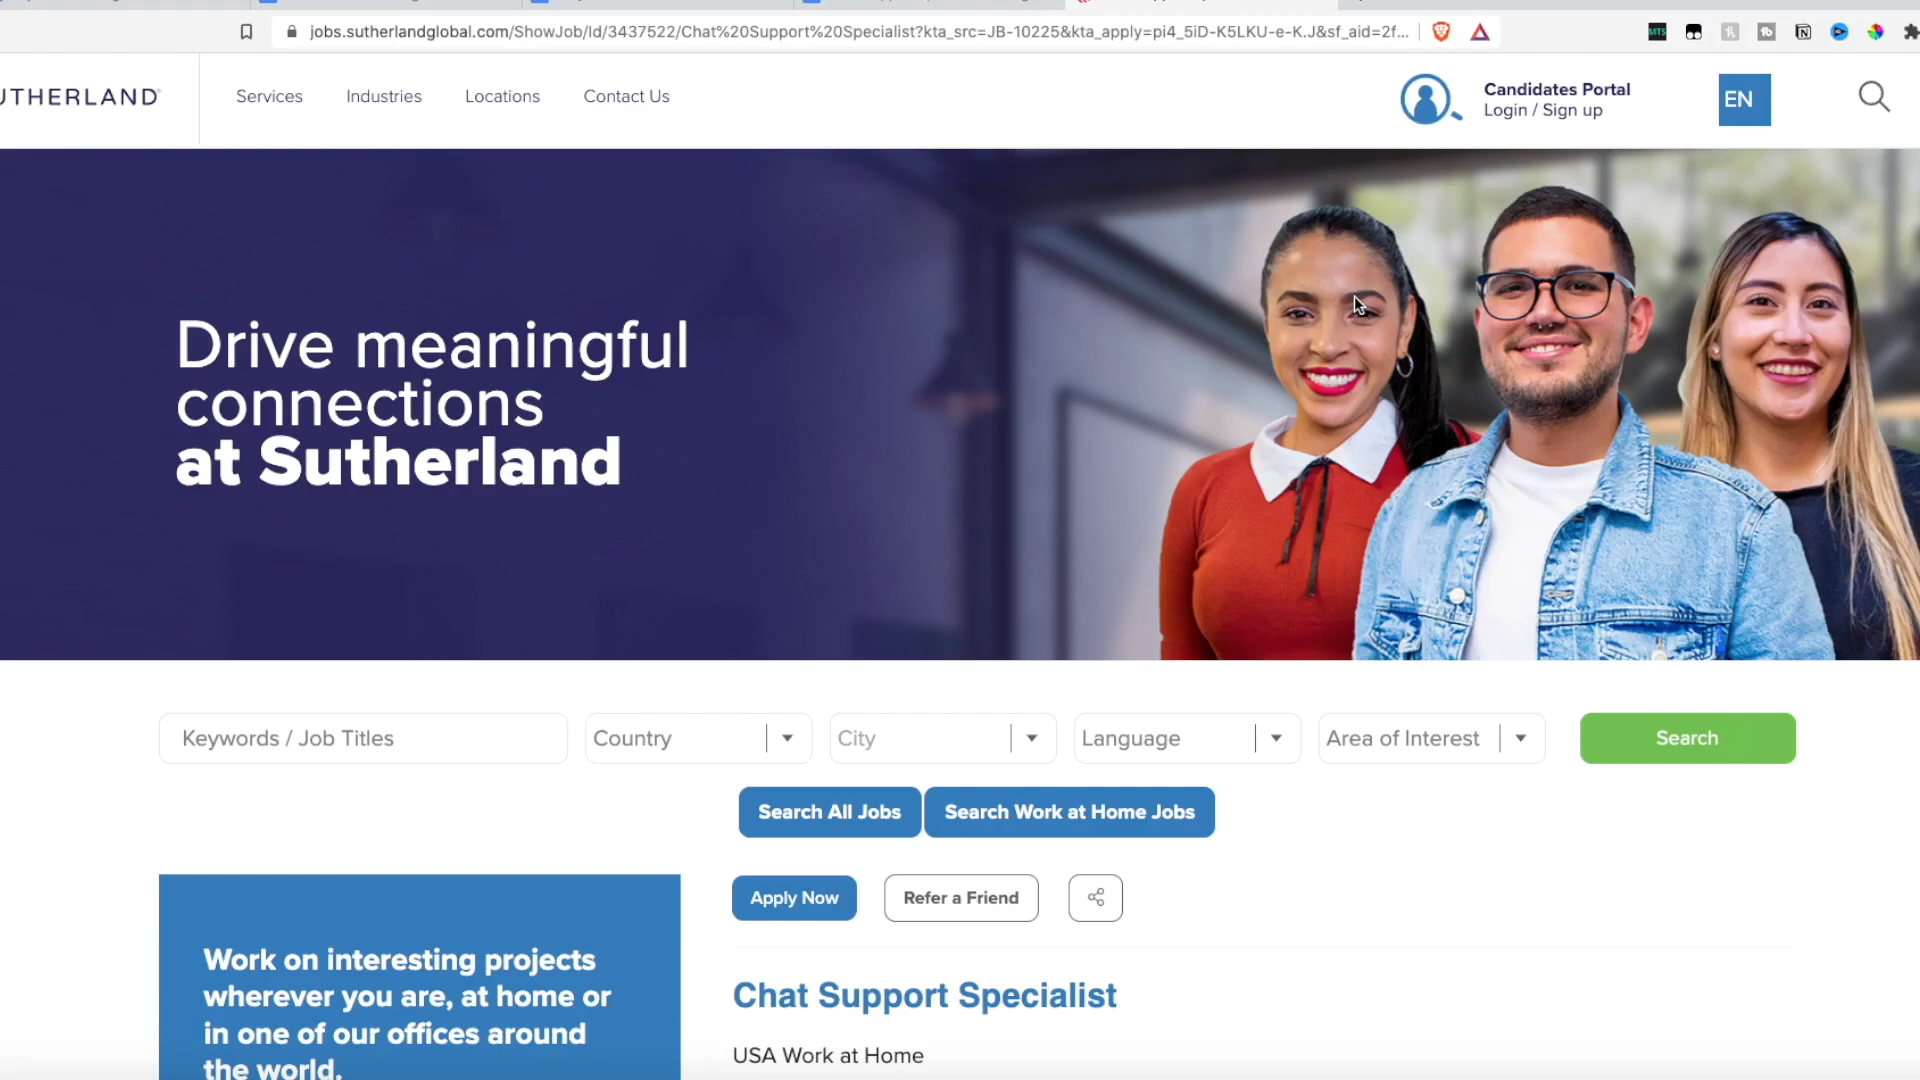 jobs.sutherlandglobal.com/ShowJob/Id/3437522/Chat%20Support%20Specialist?kta_src=JB-10225&kta_apply=pi4_5iD-K5LKU-e-K.J&sf_aid=2f...
MTS
UTHERLAND
Services
Industries
Locations
Contact Us
Candidates Portal
Login / Sign up
EN
Drive meaningful
connections
at Sutherland
Keywords / Job Titles
Country
City
Language
Area of Interest
Search
Search All Jobs
Search Work at Home Jobs
Apply Now
Refer a Friend
Work on interesting projects
wherever you are, at home or
in one of our offices around
the world.
Chat Support Specialist
USA Work at Home